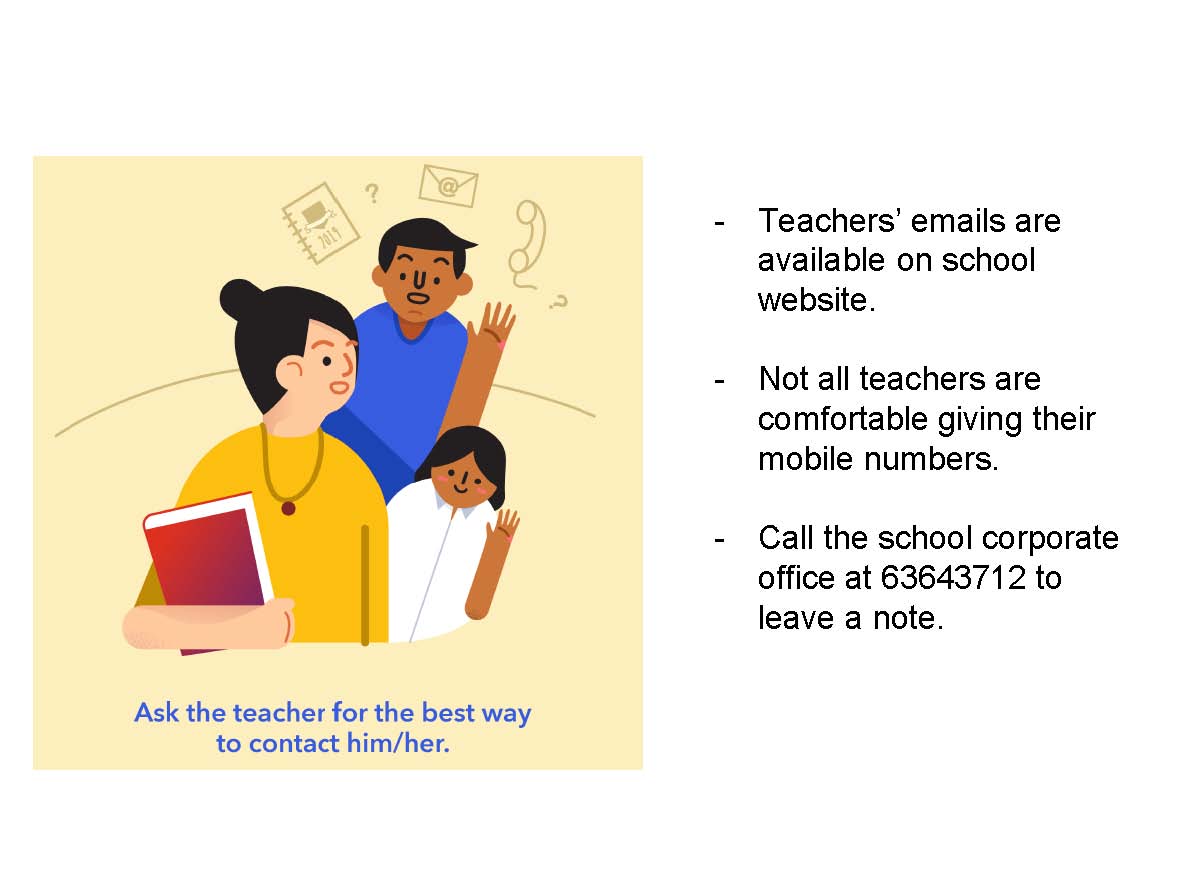 2019
?
@
?
Ask the teacher for the best way
to contact him/her.
- Teachers’ emails are
available on school
website.
- Not all teachers are
comfortable giving their
mobile numbers.
- Call the school corporate
office at 63643712 to
leave a note.